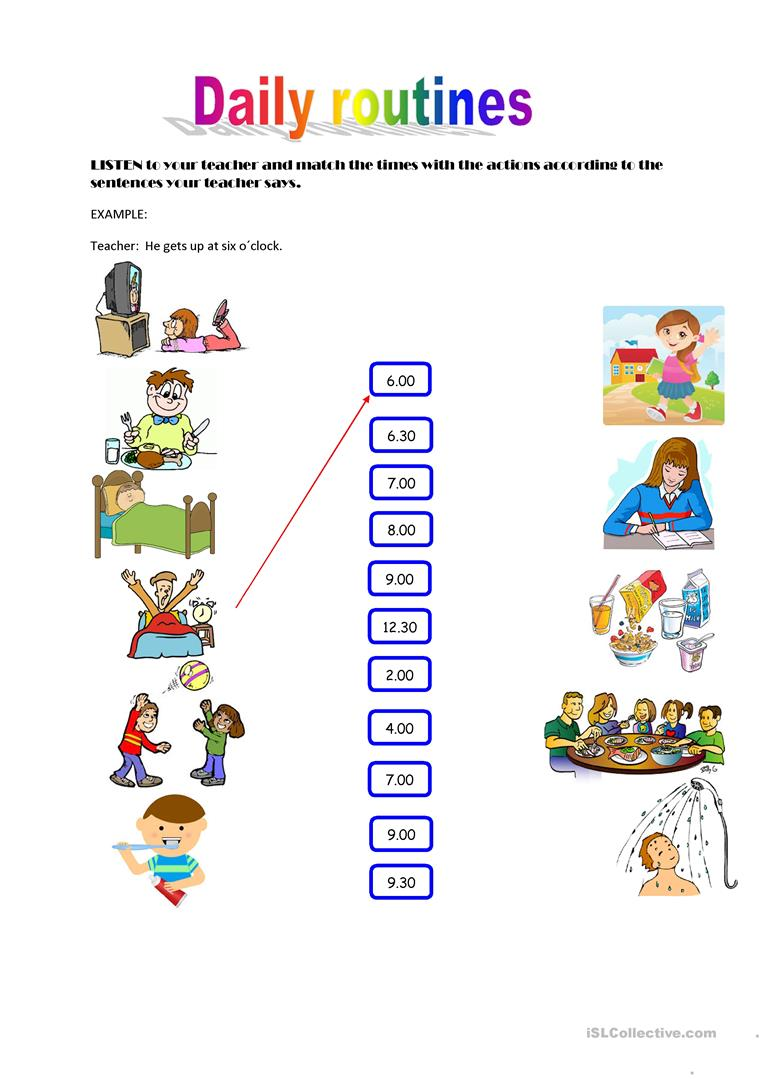 Daily routines
LISTEN to your teacher and match the times with the actions according to the
sentences your teacher says.
EXAMPLE:
Teacher: He gets up at six o´clock.
6.00
6.30
7.00
8.00
9.00
12.30
2.00
4.00
7.00
9.00
9.30
MILK
iSLCollective.com